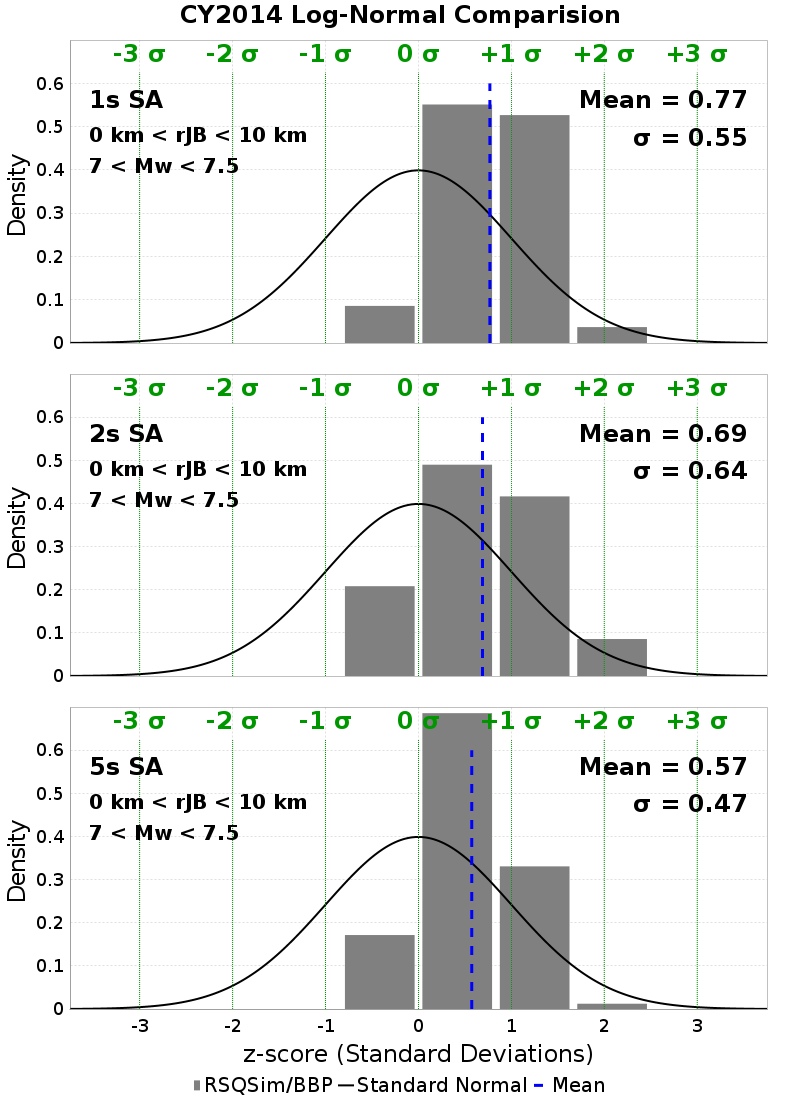 CY2014 Log-Normal Comparision
-3 σ -2 σ -1 σ 0 σ +1 σ +2 σ +3 σ
1s SA
0 km < rJB < 10 km
7 < Mw < 7.5
Mean = 0.77
σ = 0.55
Density
0.6
0.5
0.4
0.3
0.2
0.1
0
-3 σ -2 σ -1 σ 0 σ +1 σ +2 σ +3 σ
2s SA
0 km < rJB < 10 km
7 < Mw < 7.5
Mean = 0.69
σ = 0.64
Density
0.6
0.5
0.4
0.3
0.2
0.1
0
-3 σ -2 σ -1 σ 0 σ +1 σ +2 σ +3 σ
5s SA
0 km < rJB < 10 km
7 < Mw < 7.5
Mean = 0.57
σ = 0.47
Density
0.6
0.5
0.4
0.3
0.2
0.1
0
-3 -2 -1 0 1 2 3
z-score (Standard Deviations)
RSQSim/BBP Standard Normal Mean